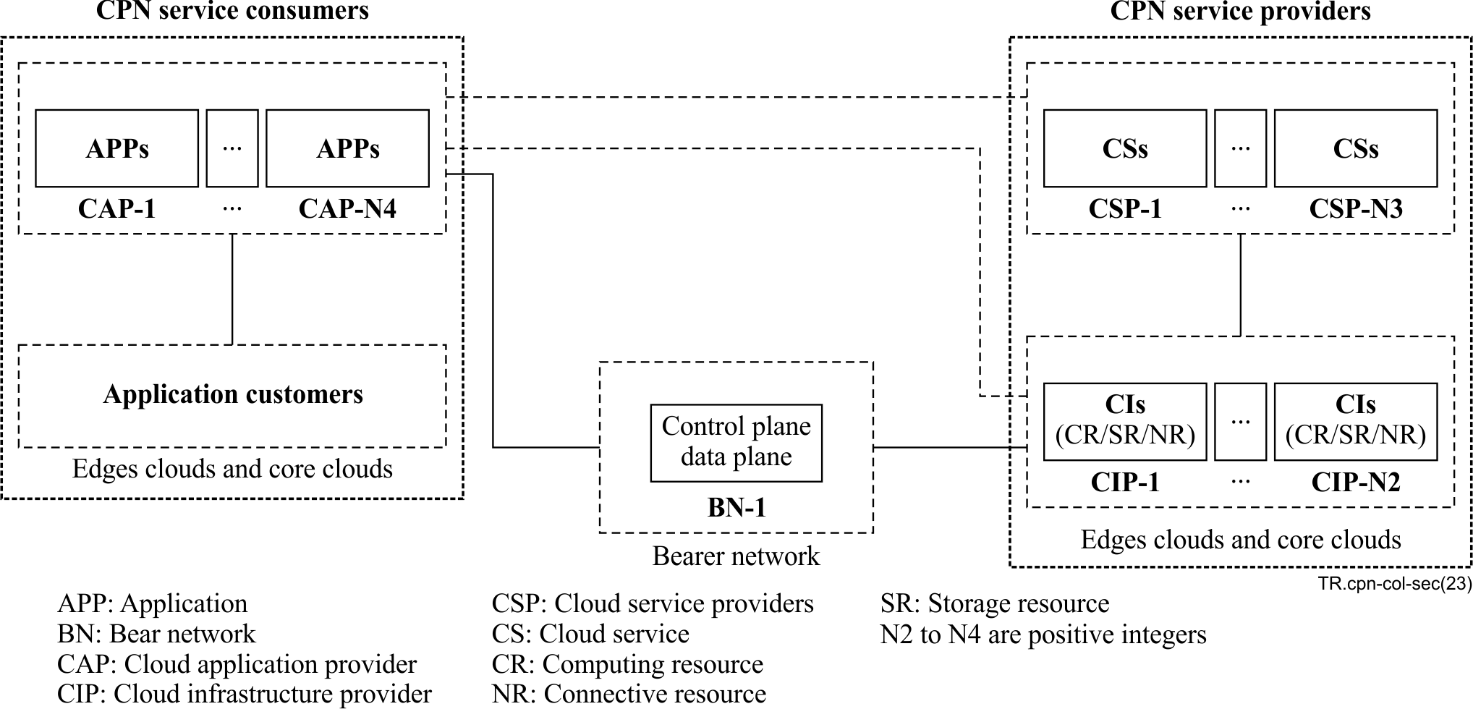 CPN service consumers
CPN service providers
APPs
...
APPs
CAP-1
...
CAP-N4
CSs
...
CSs
CSP-1
...
CSP-N3
Application customers
Edges clouds and core clouds
Control plane
data plane
BN-1
Bearer network
CIs
(CR/SR/NR)
...
CIs
(CR/SR/NR)
CIP-1
...
CIP-N2
Edges clouds and core clouds
TR.cpn-col-sec(23)
APP: Application
BN: Bear network
CAP: Cloud application provider
CIP: Cloud infrastructure provider
CSP: Cloud service providers
CS: Cloud service
CR: Computing resource
NR: Connective resource
SR: Storage resource
N2 to N4 are positive integers